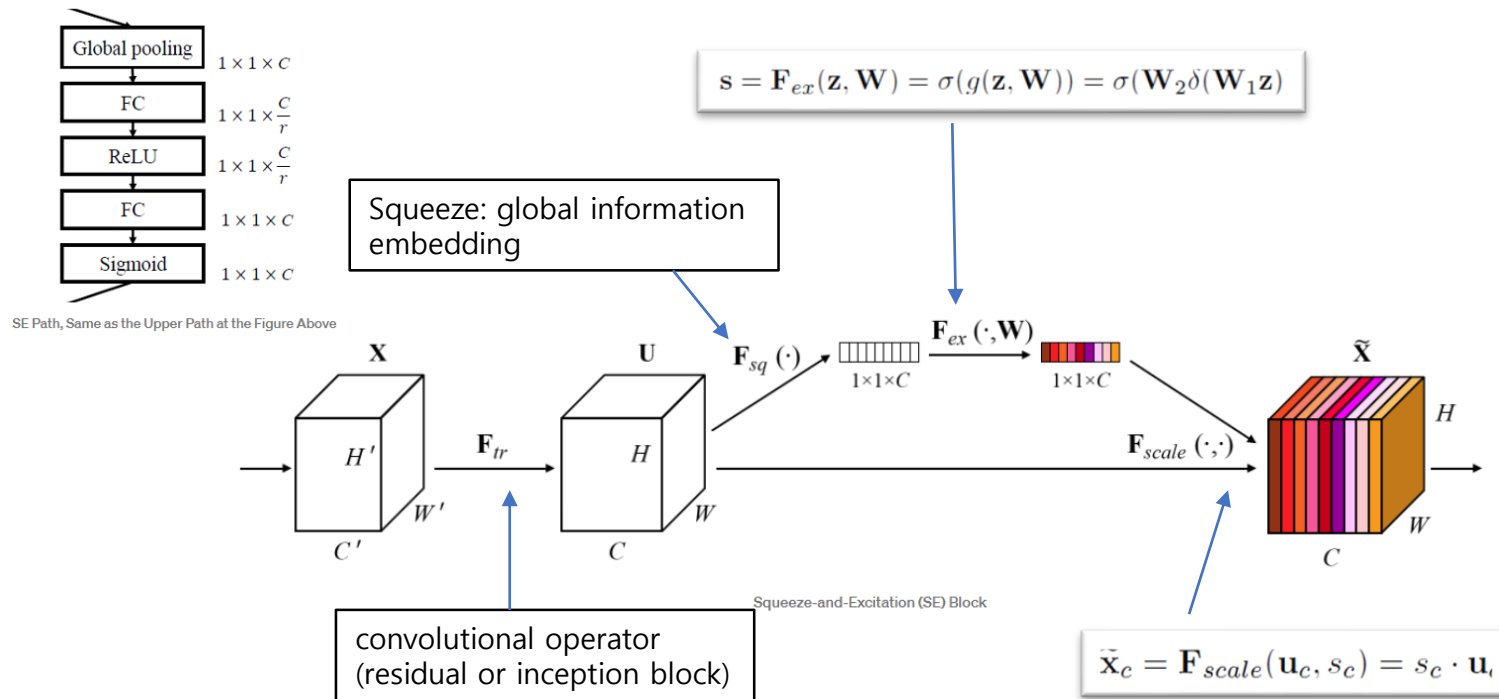 Global pooling
1 × 1 × C
FC
1 × 1 × C/r
ReLU
1 × 1 × C/r
FC
1 × 1 × C
Sigmoid
1 × 1 × C
SE Path, Same as the Upper Path at the Figure Above
s = F_ex(z, W) = σ(g(z, W)) = σ(W_2δ(W_1z)
Squeeze: global information
embedding
X
H'
W'
C'
F_tr
U
H
W
C
F_sq (·)
1×1×C
F_ex (·,W)
1×1×C
F_scale (·,·)
X̃
H
W
C
Squeeze-and-Excitation (SE) Block
convolutional operator
(residual or inception block)
x̃_c = F_scale(u_c, s_c) = s_c · u